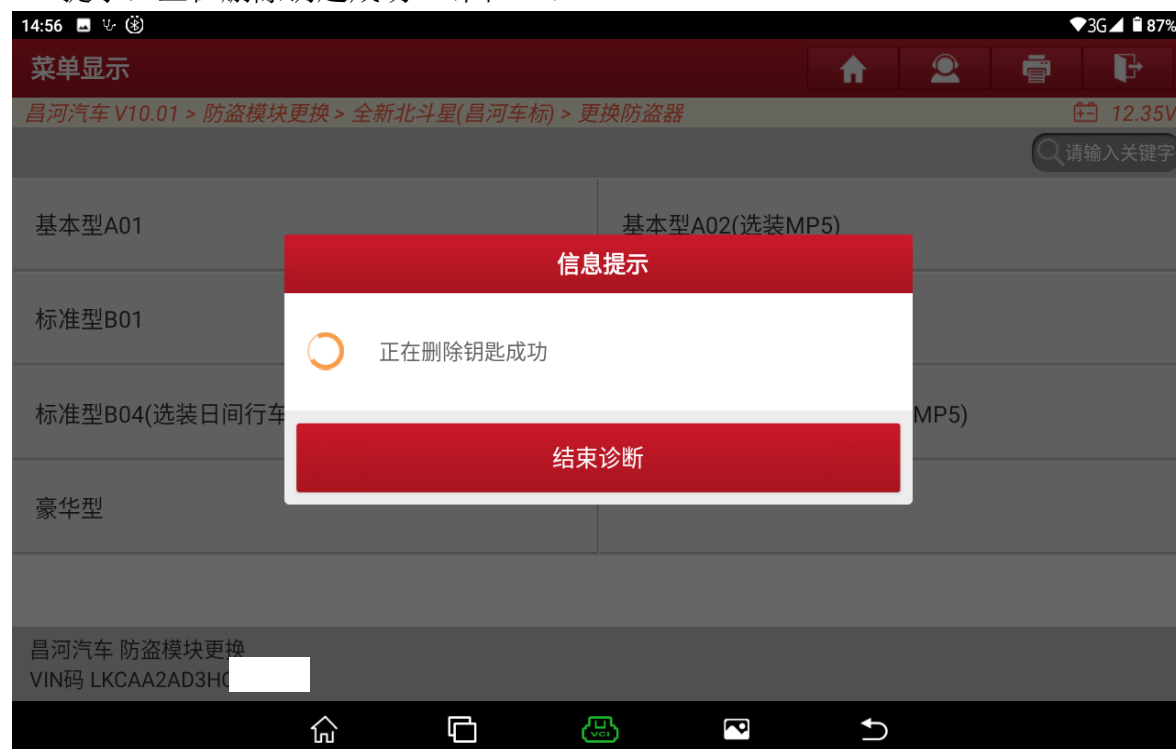 14:56 3G 87%
菜单显示
昌河汽车 V10.01 > 防盗模块更换 > 全新北斗星(昌河车标) > 更换防盗器 12.35V
请输入关键字
基本型A01 基本型A02(选装MP5)
信息提示
标准型B01
正在删除钥匙成功
标准型B04(选装日间行车 MP5)
结束诊断
豪华型
昌河汽车 防盗模块更换
VIN码 LKCAA2AD3H
VCI